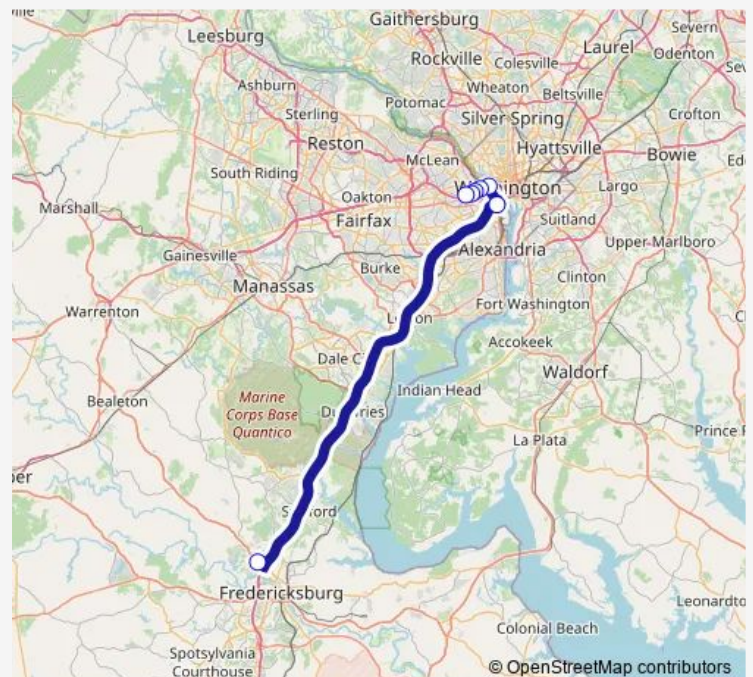 Gaithersburg
Severn
Leesburg
Laurel
Odenton
Rockville
Colesville
Ashburn
Wheaton
Beltsville
Potomac
Crofton
Sterling
Silver Spring
Reston
Hyattsville
McLean
Bowie
South Riding
Oakton
Largo
Marshall
Fairfax
Suitland
Gainesville
Alexandria
Upper Marlboro
Burke
Clinton
Manassas
Fort Washington
Warrenton
Accokeek
Waldorf
Marine
Corps Base
Quantico
Indian Head
Bealeton
La Plata
Fredericksburg
Colonial Beach
Spotsylvania
Courthouse
© OpenStreetMap contributors